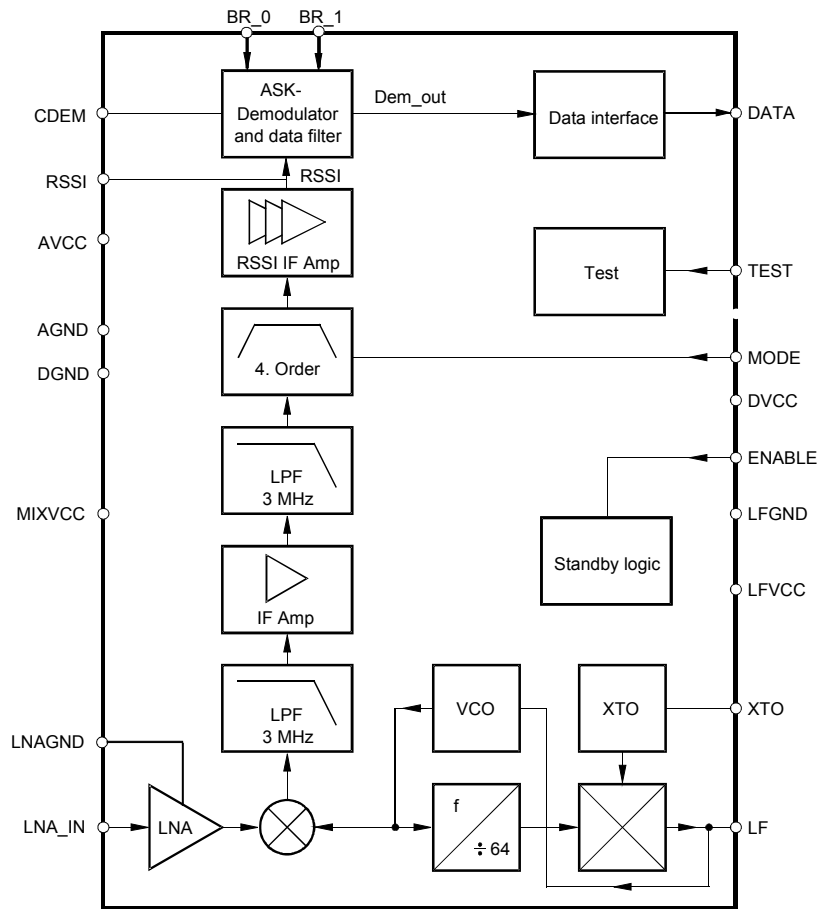 BR_0 BR_1
CDEM
ASK-
Demodulator
and data filter
Dem_out
Data interface
DATA
RSSI
RSSI
AVCC
RSSI IF Amp
Test
TEST
AGND
DGND
4. Order
MODE
DVCC
ENABLE
LPF
3 MHz
MIXVCC
LFGND
Standby logic
LFVCC
IF Amp
LPF
3 MHz
VCO
XTO
XTO
LNAGND
LNA_IN
LNA
f
÷ 64
LF